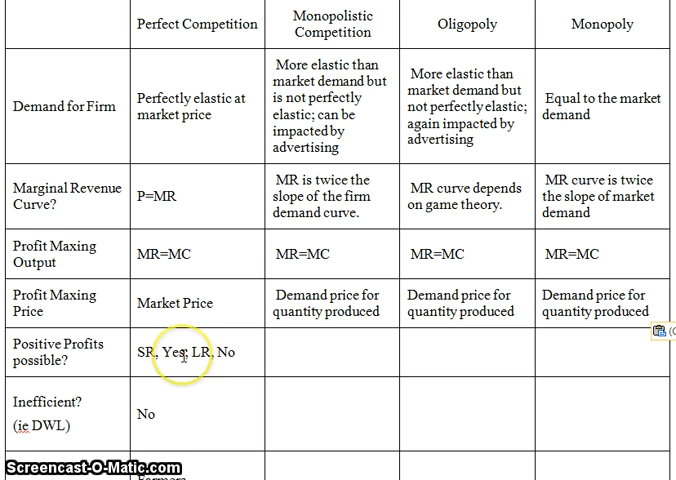 Perfect Competition
Monopolistic
Competition
Oligopoly
Monopoly
Demand for Firm
Perfectly elastic at
market price
More elastic than
market demand but
is not perfectly
elastic; can be
impacted by
advertising
More elastic than
market demand but
not perfectly elastic;
again impacted by
advertising
Equal to the market
demand
Marginal Revenue
Curve?
P=MR
MR is twice the
slope of the firm
demand curve.
MR curve depends
on game theory.
MR curve is twice
the slope of market
demand
Profit Maxing
Output
MR=MC
MR=MC
MR=MC
MR=MC
Profit Maxing
Price
Market Price
Demand price for
quantity produced
Demand price for
quantity produced
Demand price for
quantity produced
Positive Profits
possible?
SR, Yes; LR, No
Inefficient?
(ie DWL)
No
Farmers
Screencast-O-Matic.com